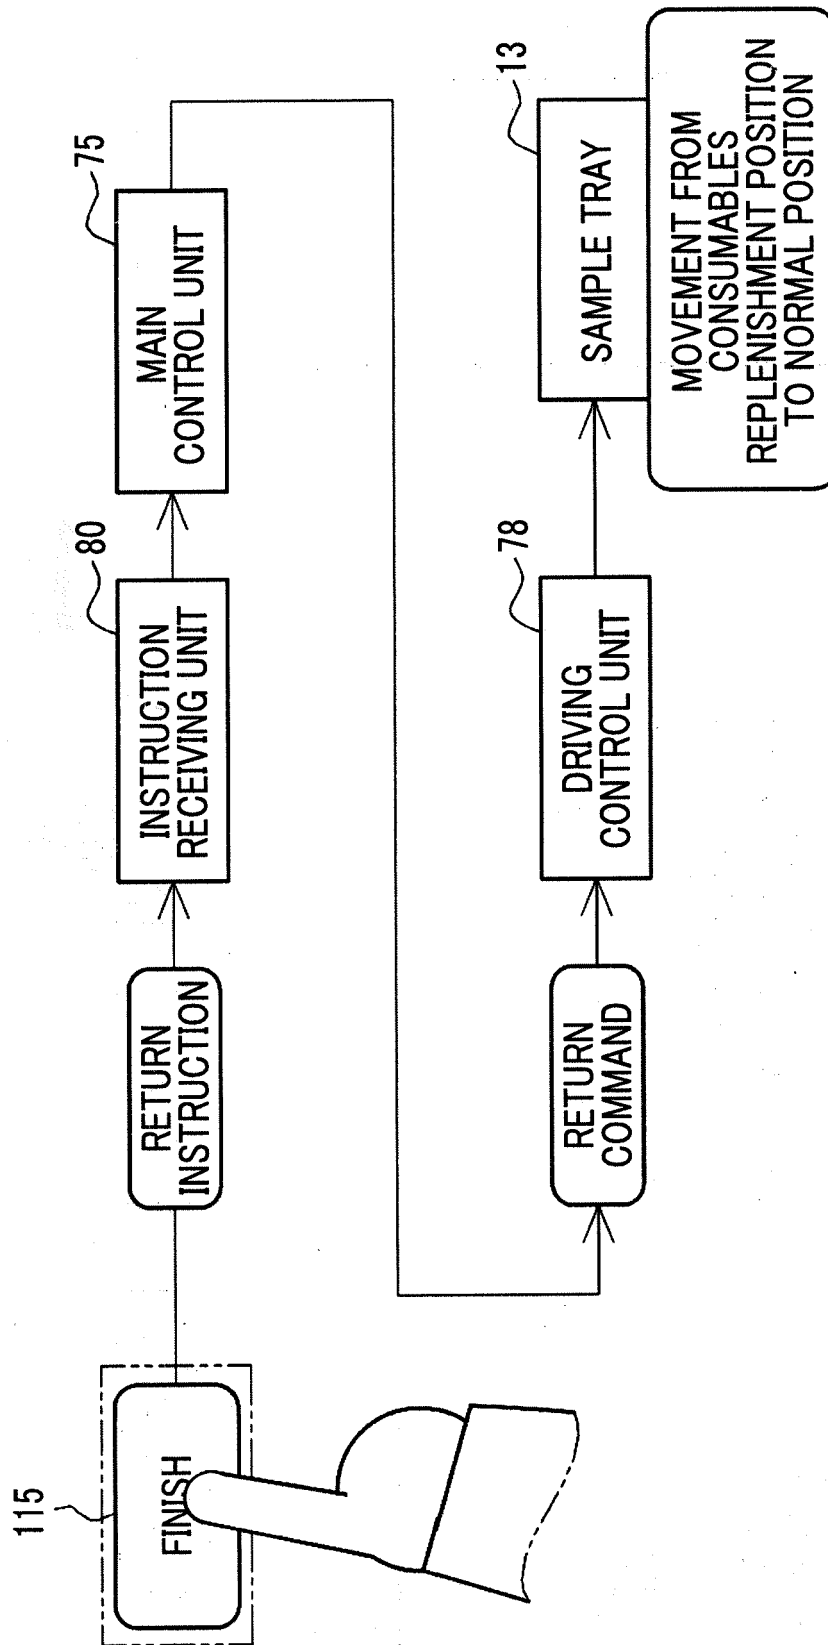 115
FINISH
RETURN
INSTRUCTION
80
INSTRUCTION
RECEIVING UNIT
75
MAIN
CONTROL UNIT
RETURN
COMMAND
78
DRIVING
CONTROL UNIT
13
SAMPLE TRAY
MOVEMENT FROM
CONSUMABLES
REPLENISHMENT POSITION
TO NORMAL POSITION